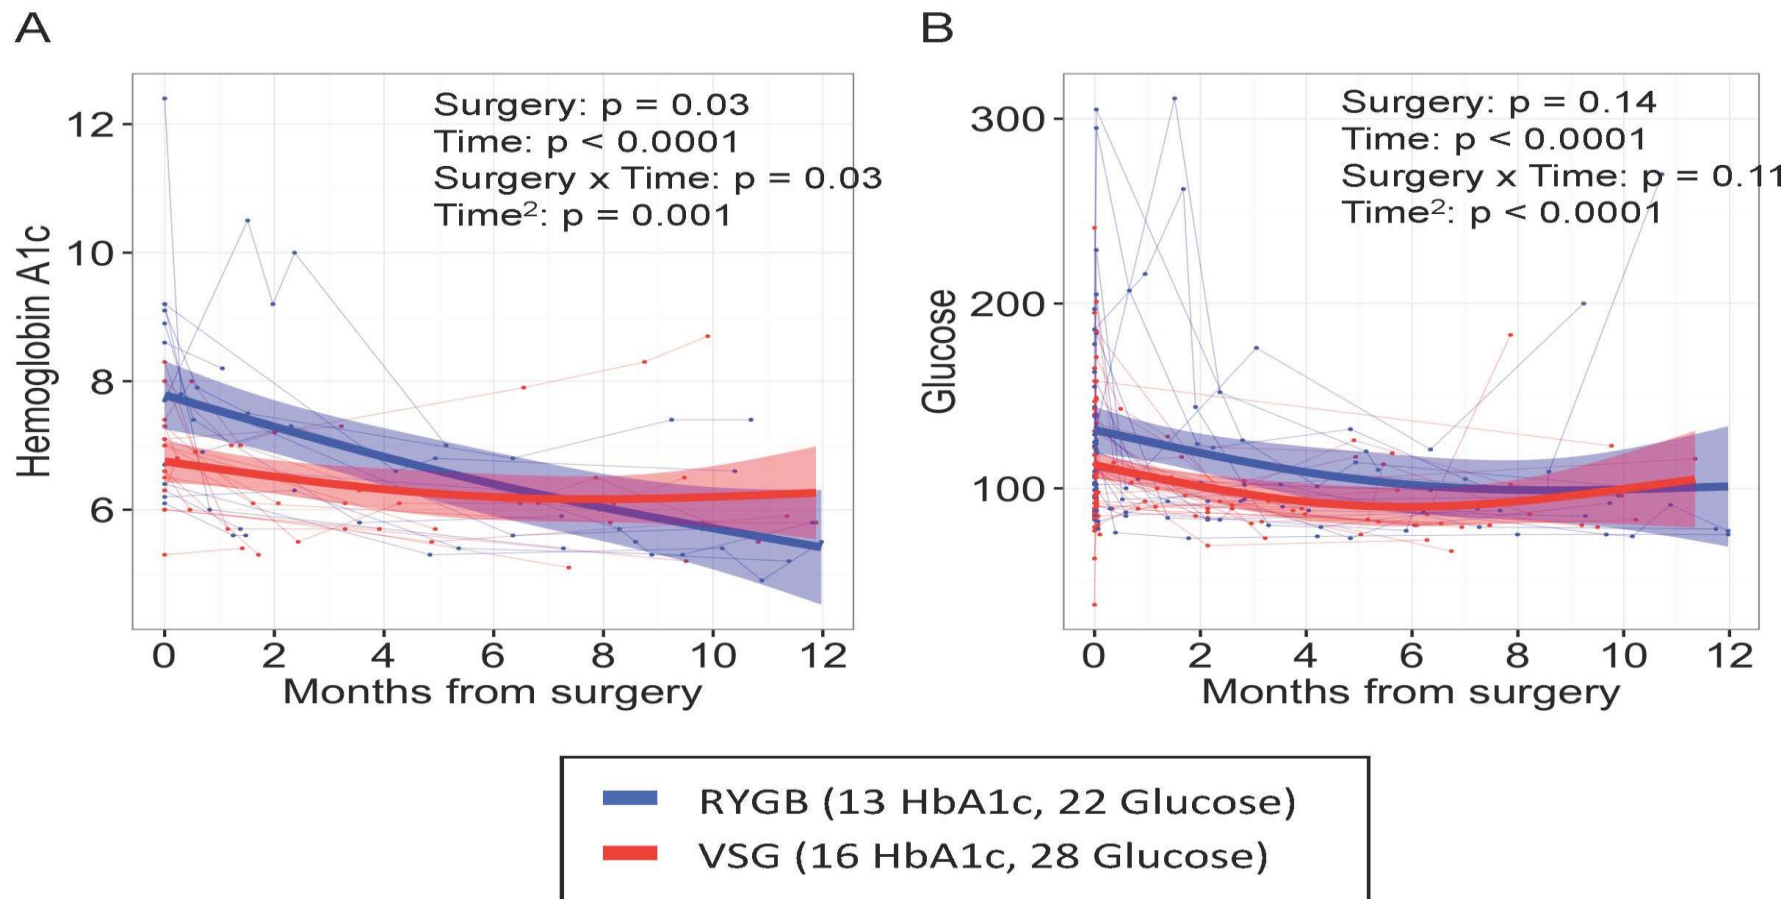 A
Hemoglobin A1c
12
10
8
6
Surgery: p = 0.03
Time: p < 0.0001
Surgery x Time: p = 0.03
Time²: p = 0.001
0 2 4 6 8 10 12
Months from surgery
B
Glucose
300
200
100
Surgery: p = 0.14
Time: p < 0.0001
Surgery x Time: p = 0.11
Time²: p < 0.0001
0 2 4 6 8 10 12
Months from surgery
RYGB (13 HbA1c, 22 Glucose)
VSG (16 HbA1c, 28 Glucose)